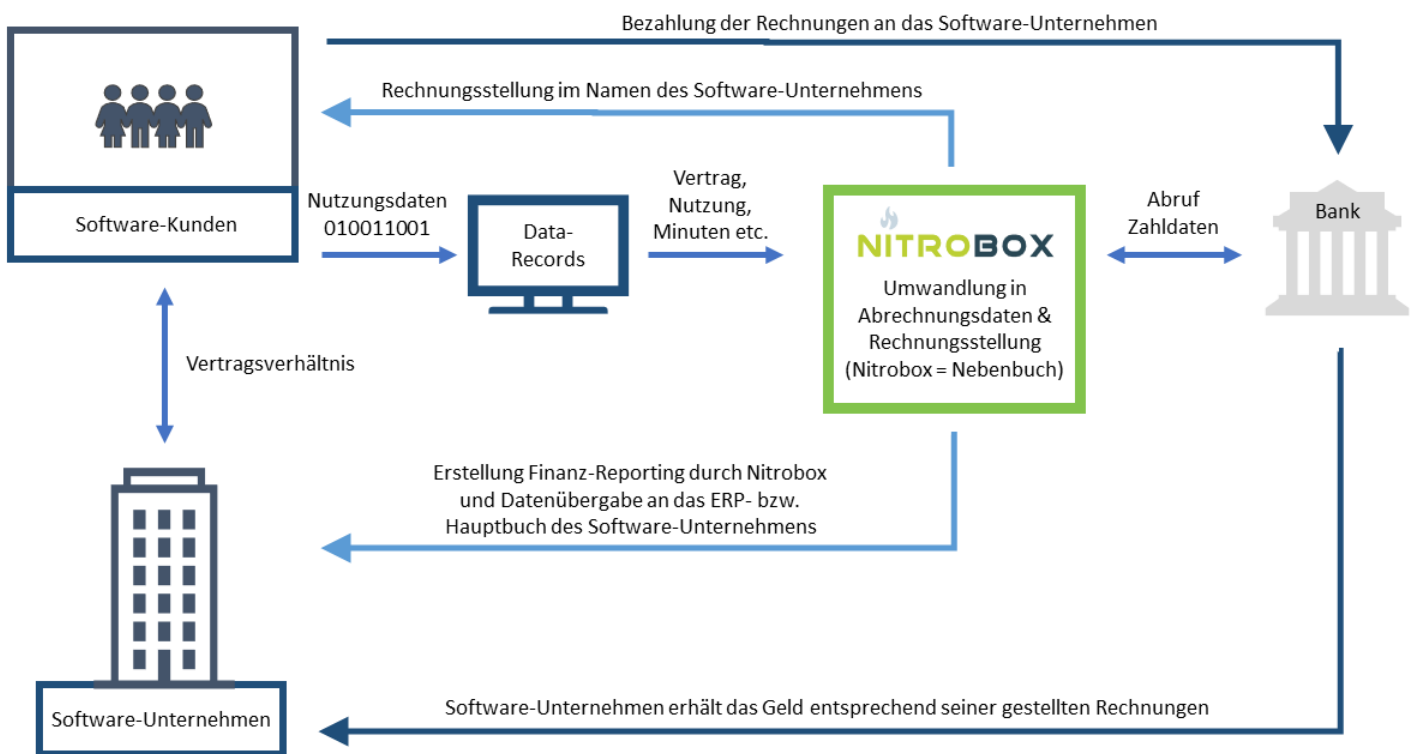 Bezahlung der Rechnungen an das Software-Unternehmen
Rechnungsstellung im Namen des Software-Unternehmens
Software-Kunden
Nutzungsdaten
010011001
Data-
Records
Vertrag,
Nutzung,
Minuten etc.
NITROBOX
Umwandlung in
Abrechnungsdaten &
Rechnungsstellung
(Nitrobox = Nebenbuch)
Abruf
Zahldaten
Bank
Vertragsverhältnis
Erstellung Finanz-Reporting durch Nitrobox
und Datenübergabe an das ERP- bzw.
Hauptbuch des Software-Unternehmens
Software-Unternehmen
Software-Unternehmen erhält das Geld entsprechend seiner gestellten Rechnungen